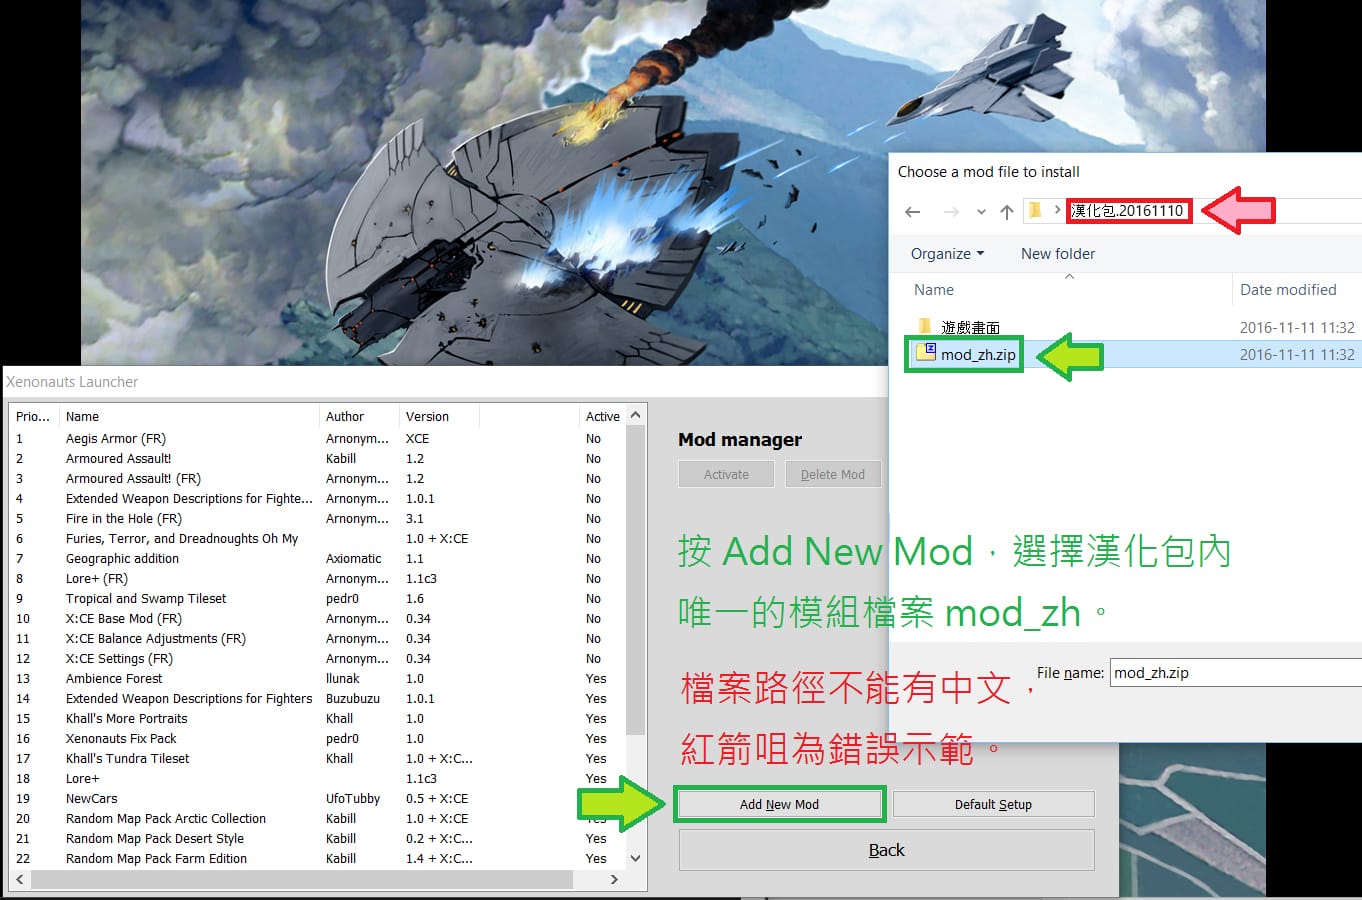 Choose a mod file to install
漢化包.20161110
Organize New folder
Name Date modified
遊戲畫面 2016-11-11 11:32
mod_zh.zip 2016-11-11 11:32
File name: mod_zh.zip
Xenonauts Launcher
Prio... Name Author Version Active
1 Aegis Armor (FR) Arnonym... XCE No
2 Armoured Assault! Kabill 1.2 No
3 Armoured Assault! (FR) Arnonym... 1.2 No
4 Extended Weapon Descriptions for Fighte... Arnonym... 1.0.1 No
5 Fire in the Hole (FR) Arnonym... 3.1 No
6 Furies, Terror, and Dreadnoughts Oh My 1.0 + X:CE No
7 Geographic addition Axiomatic 1.1 No
8 Lore+ (FR) Arnonym... 1.1c3 No
9 Tropical and Swamp Tileset pedr0 1.6 No
10 X:CE Base Mod (FR) Arnonym... 0.34 No
11 X:CE Balance Adjustments (FR) Arnonym... 0.34 No
12 X:CE Settings (FR) Arnonym... 0.34 No
13 Ambience Forest llunak 1.0 Yes
14 Extended Weapon Descriptions for Fighters Buzubuzu 1.0.1 Yes
15 Khall's More Portraits Khall 1.0 Yes
16 Xenonauts Fix Pack pedr0 1.0 Yes
17 Khall's Tundra Tileset Khall 1.0 + X:C... Yes
18 Lore+ 1.1c3 Yes
19 NewCars UfoTubby 0.5 + X:CE Yes
20 Random Map Pack Arctic Collection Kabill 1.0 + X:CE Yes
21 Random Map Pack Desert Style Kabill 0.2 + X:C... Yes
22 Random Map Pack Farm Edition Kabill 1.4 + X:C... Yes
Mod manager
Activate Delete Mod
按 Add New Mod，選擇漢化包內
唯一的模組檔案 mod_zh。
檔案路徑不能有中文，
紅箭咀為錯誤示範。
Add New Mod Default Setup
Back